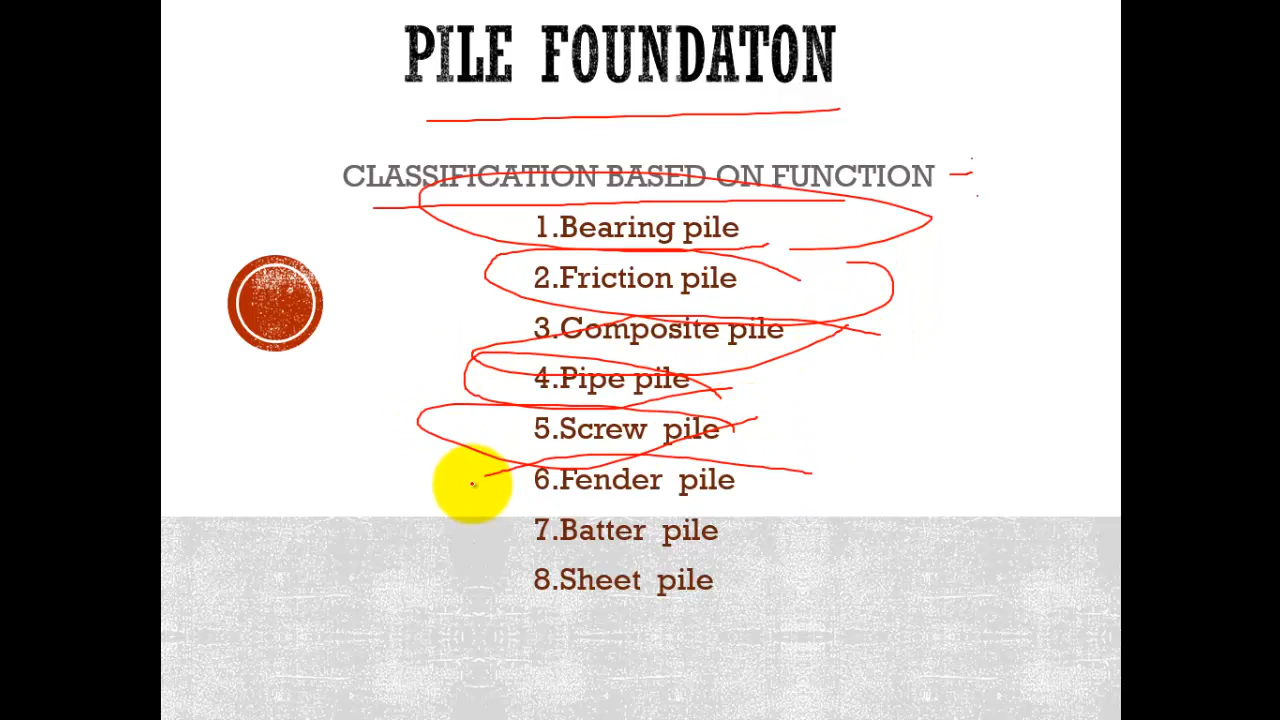 PILE FOUNDATON
CLASSIFICATION BASED ON FUNCTION
1.Bearing pile
2.Friction pile
3.Composite pile
4.Pipe pile
5.Screw pile
6.Fender pile
7.Batter pile
8.Sheet pile